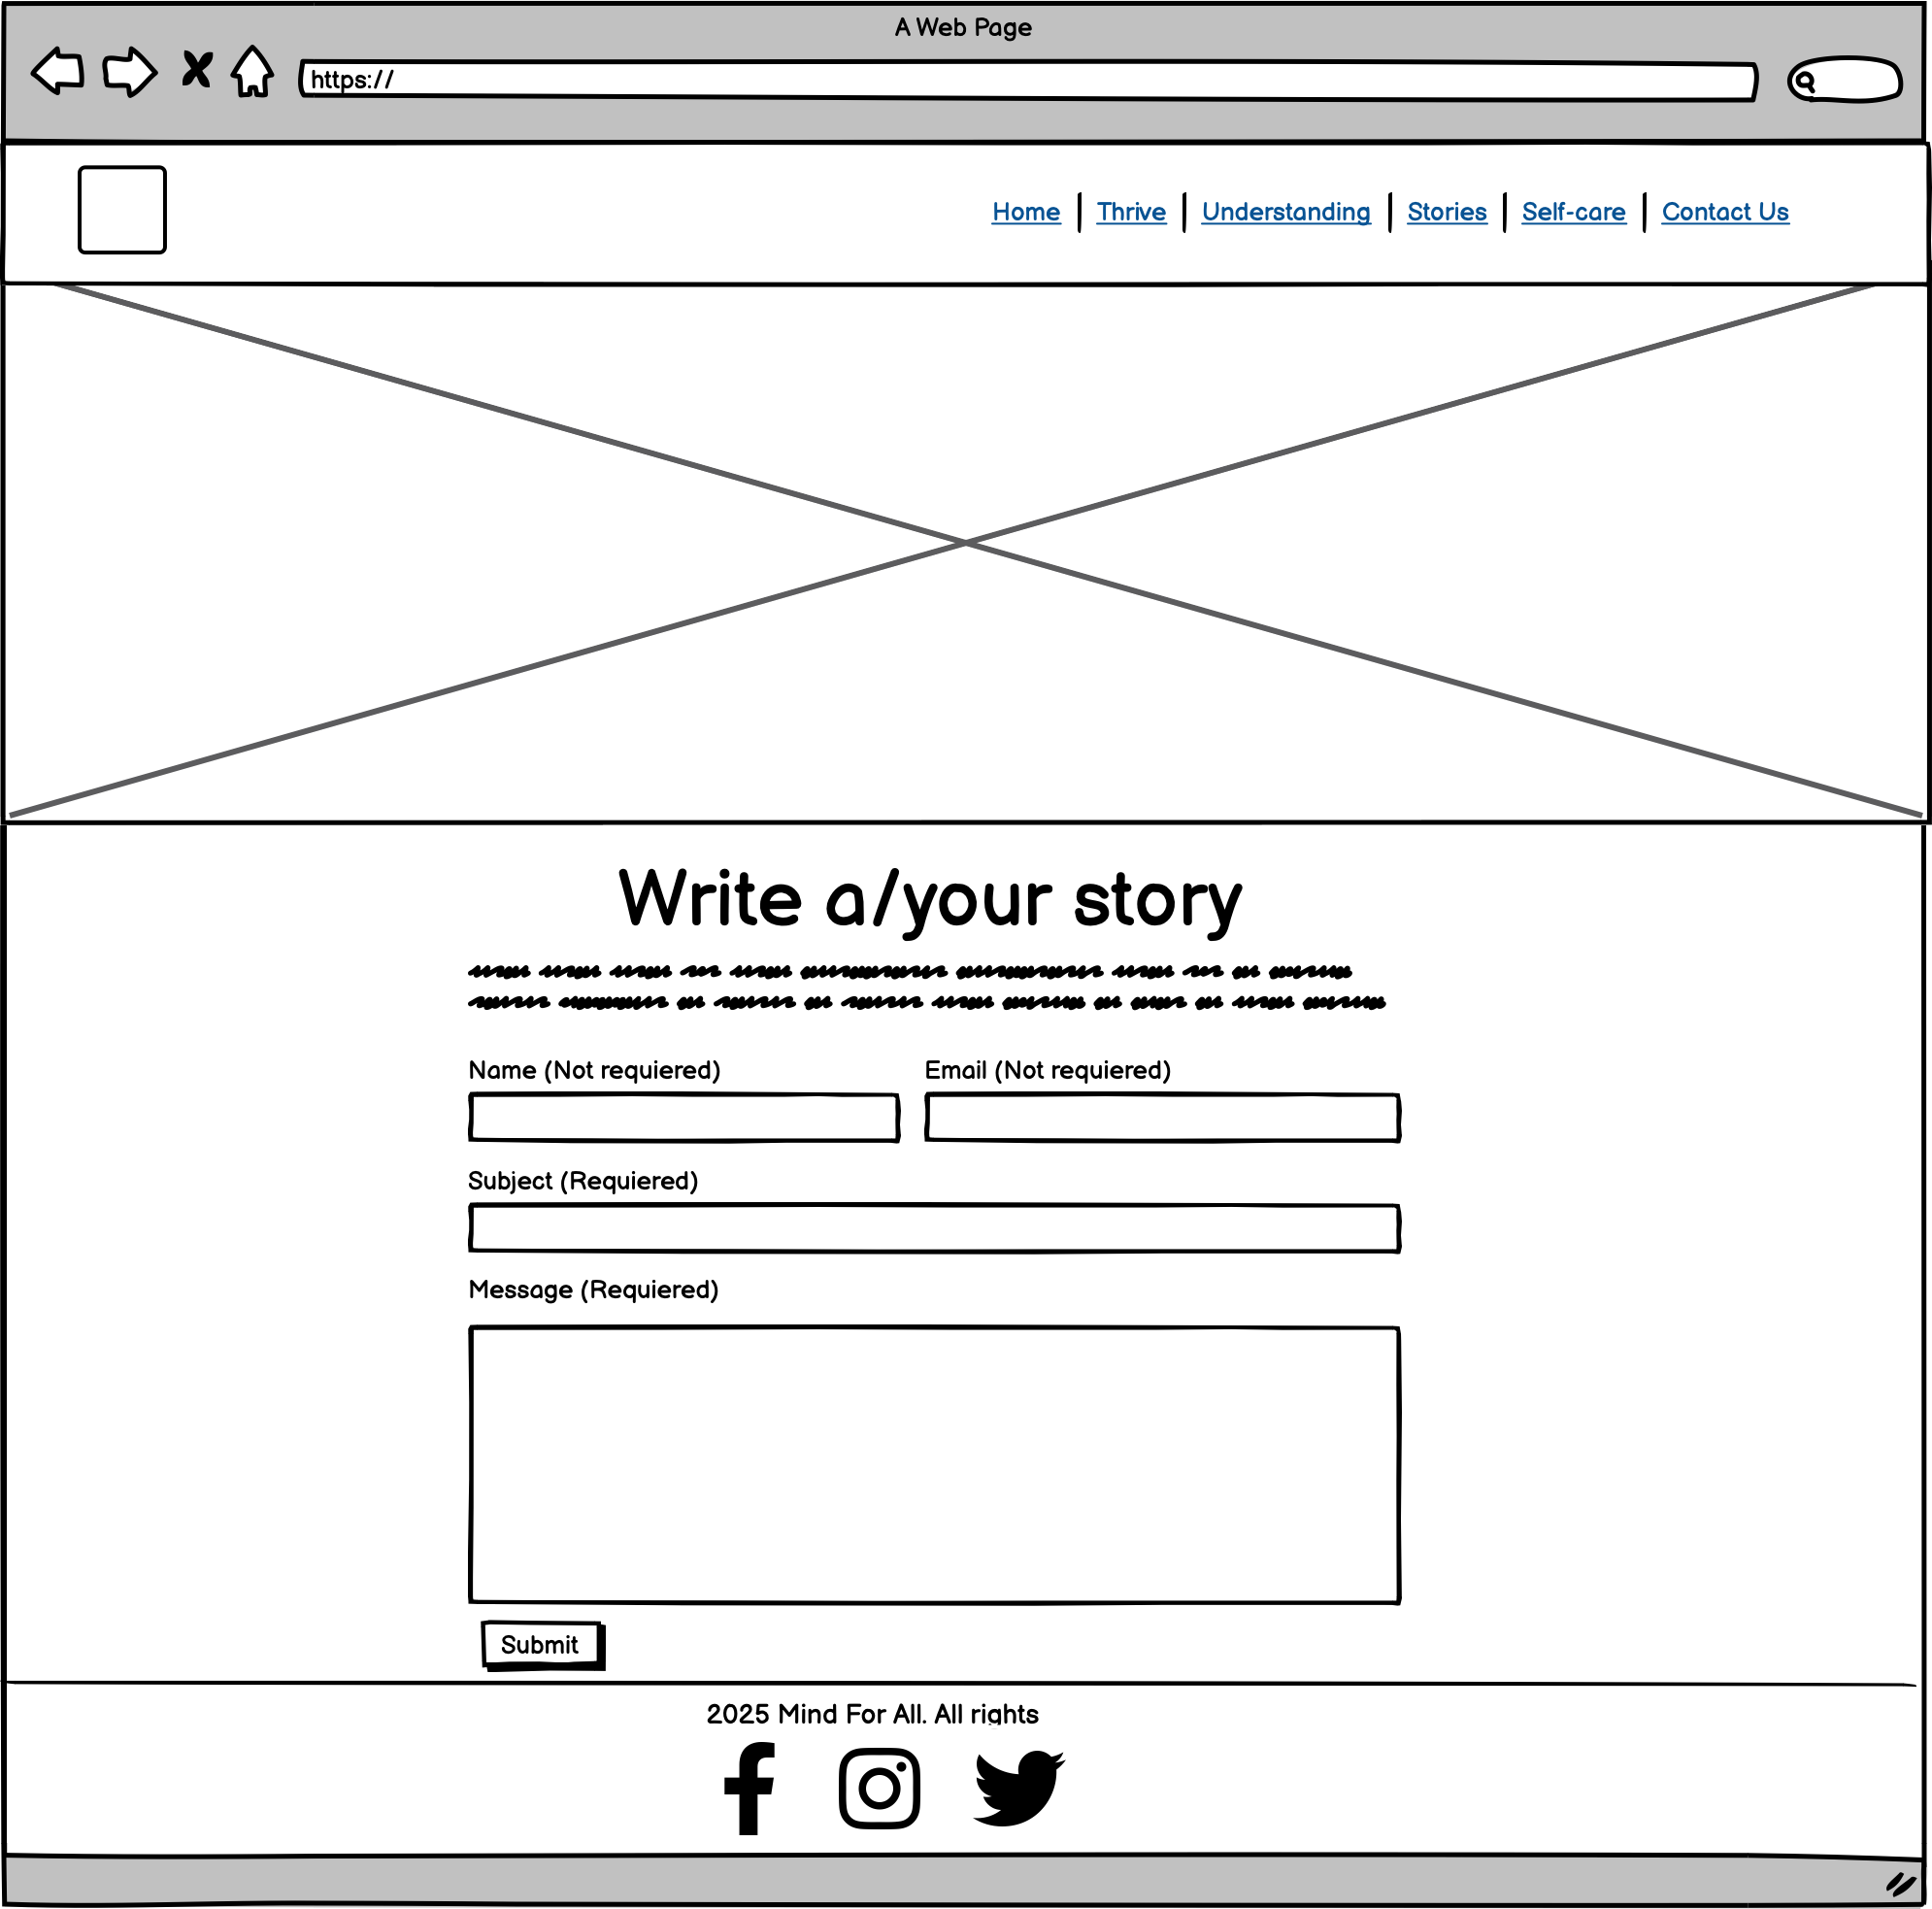 A Web Page
https://
Home | Thrive | Understanding | Stories | Self-care | Contact Us
Write a/your story
Name (Not requiered) Email (Not requiered)
Subject (Requiered)
Message (Requiered)
Submit
2025 Mind For All. All rights